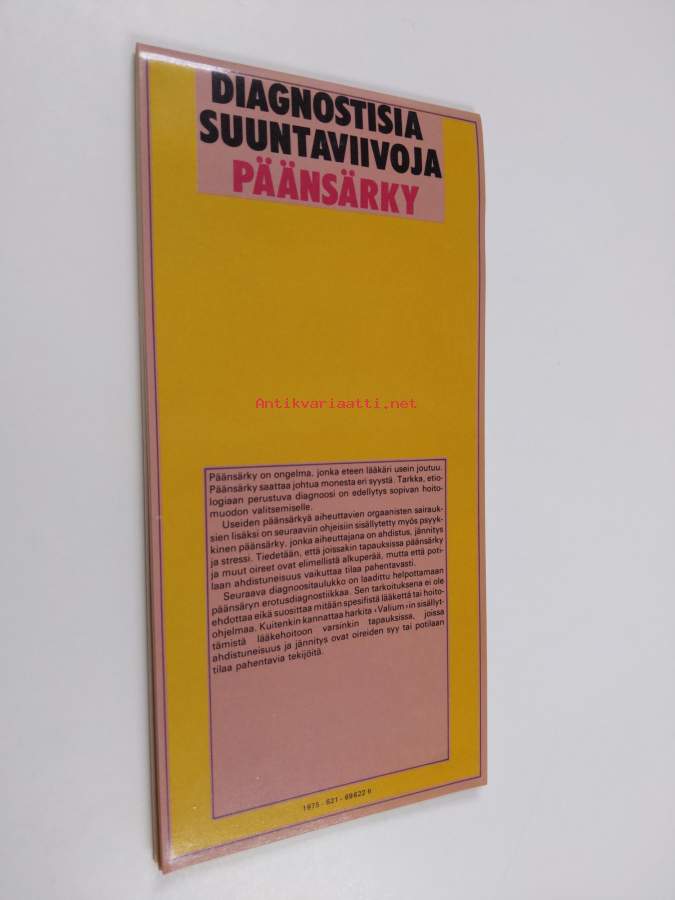 DIAGNOSTISIA
SUUNTAVIIVOJA
PÄÄNSÄRKY
Antikvariaatti.net
Päänsärky on ongelma, jonka eteen lääkäri usein joutuu.
Päänsärky saattaa johtua monesta eri syystä. Tarkka, etio-
logiaan perustuva diagnoosi on edellytys sopivan hoito-
muodon valitsemiselle.
Useiden päänsärkyä aiheuttavien orgaanisten sairauk-
sien lisäksi on seuraaviin ohjeisiin sisällytetty myös psyyk-
kinen päänsärky, jonka aiheuttajana on ahdistus, jännitys
ja stressi. Tiedetään, että joissakin tapauksissa päänsärky
ja muut oireet ovat elimellistä alkuperää, mutta että poti-
laan ahdistuneisuus vaikuttaa tilaa pahentavasti.
Seuraava diagnoositaulukko on laadittu helpottamaan
päänsäryn erotusdiagnostiikkaa. Sen tarkoituksena ei ole
ehdottaa eikä suosittaa mitään spesifistä lääkettä tai hoito-
ohjelmaa. Kuitenkin kannattaa harkita ‹Valium›in sisällyt-
tämistä lääkehoitoon varsinkin tapauksissa, joissa
ahdistuneisuus ja jännitys ovat oireiden syy tai potilaan
tilaa pahentavia tekijöitä.
1975 - 621 - 69622 fi